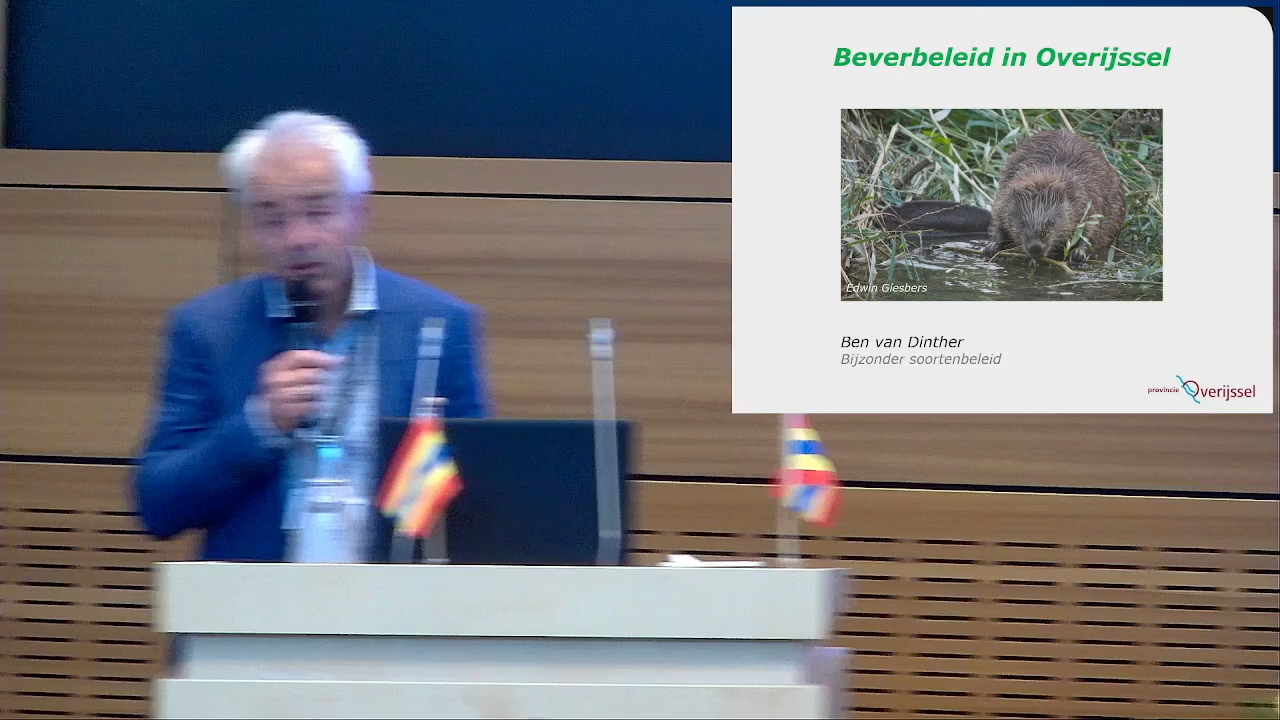 Beverbeleid in Overijssel
Edwin Giesbers
Ben van Dinther
Bijzonder soortenbeleid
provincie Overijssel